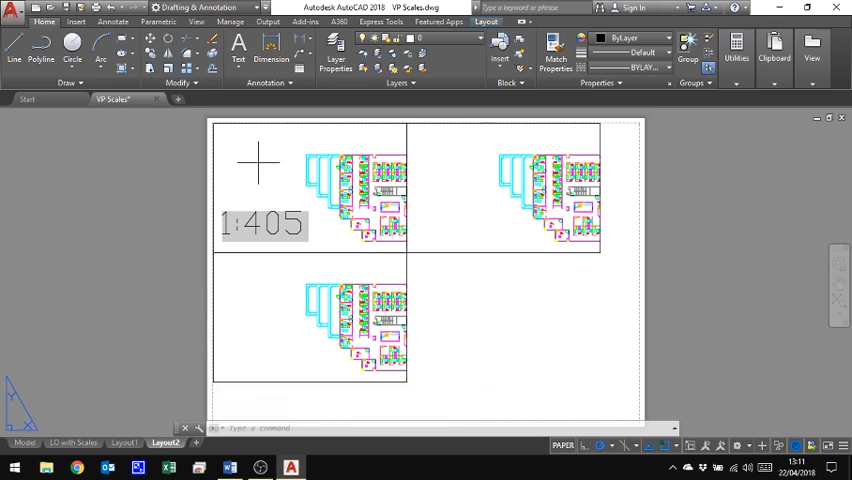 Drafting & Annotation
Autodesk AutoCAD 2018 VP Scales.dwg
Type a keyword or phrase
Sign In
Home Insert Annotate Parametric View Manage Output Add-ins A360 Express Tools Featured Apps Layout
Line Polyline Circle Arc
Text Dimension
Layer
Properties
0
Insert
Match
Properties
ByLayer
Default
BYLAY...
Group
Utilities Clipboard View
Draw Modify Annotation Layers Block Properties Groups
Start VP Scales*
1:405
Y
X
Type a command
Model LO with Scales Layout1 Layout2 +
PAPER
13:11
22/04/2018